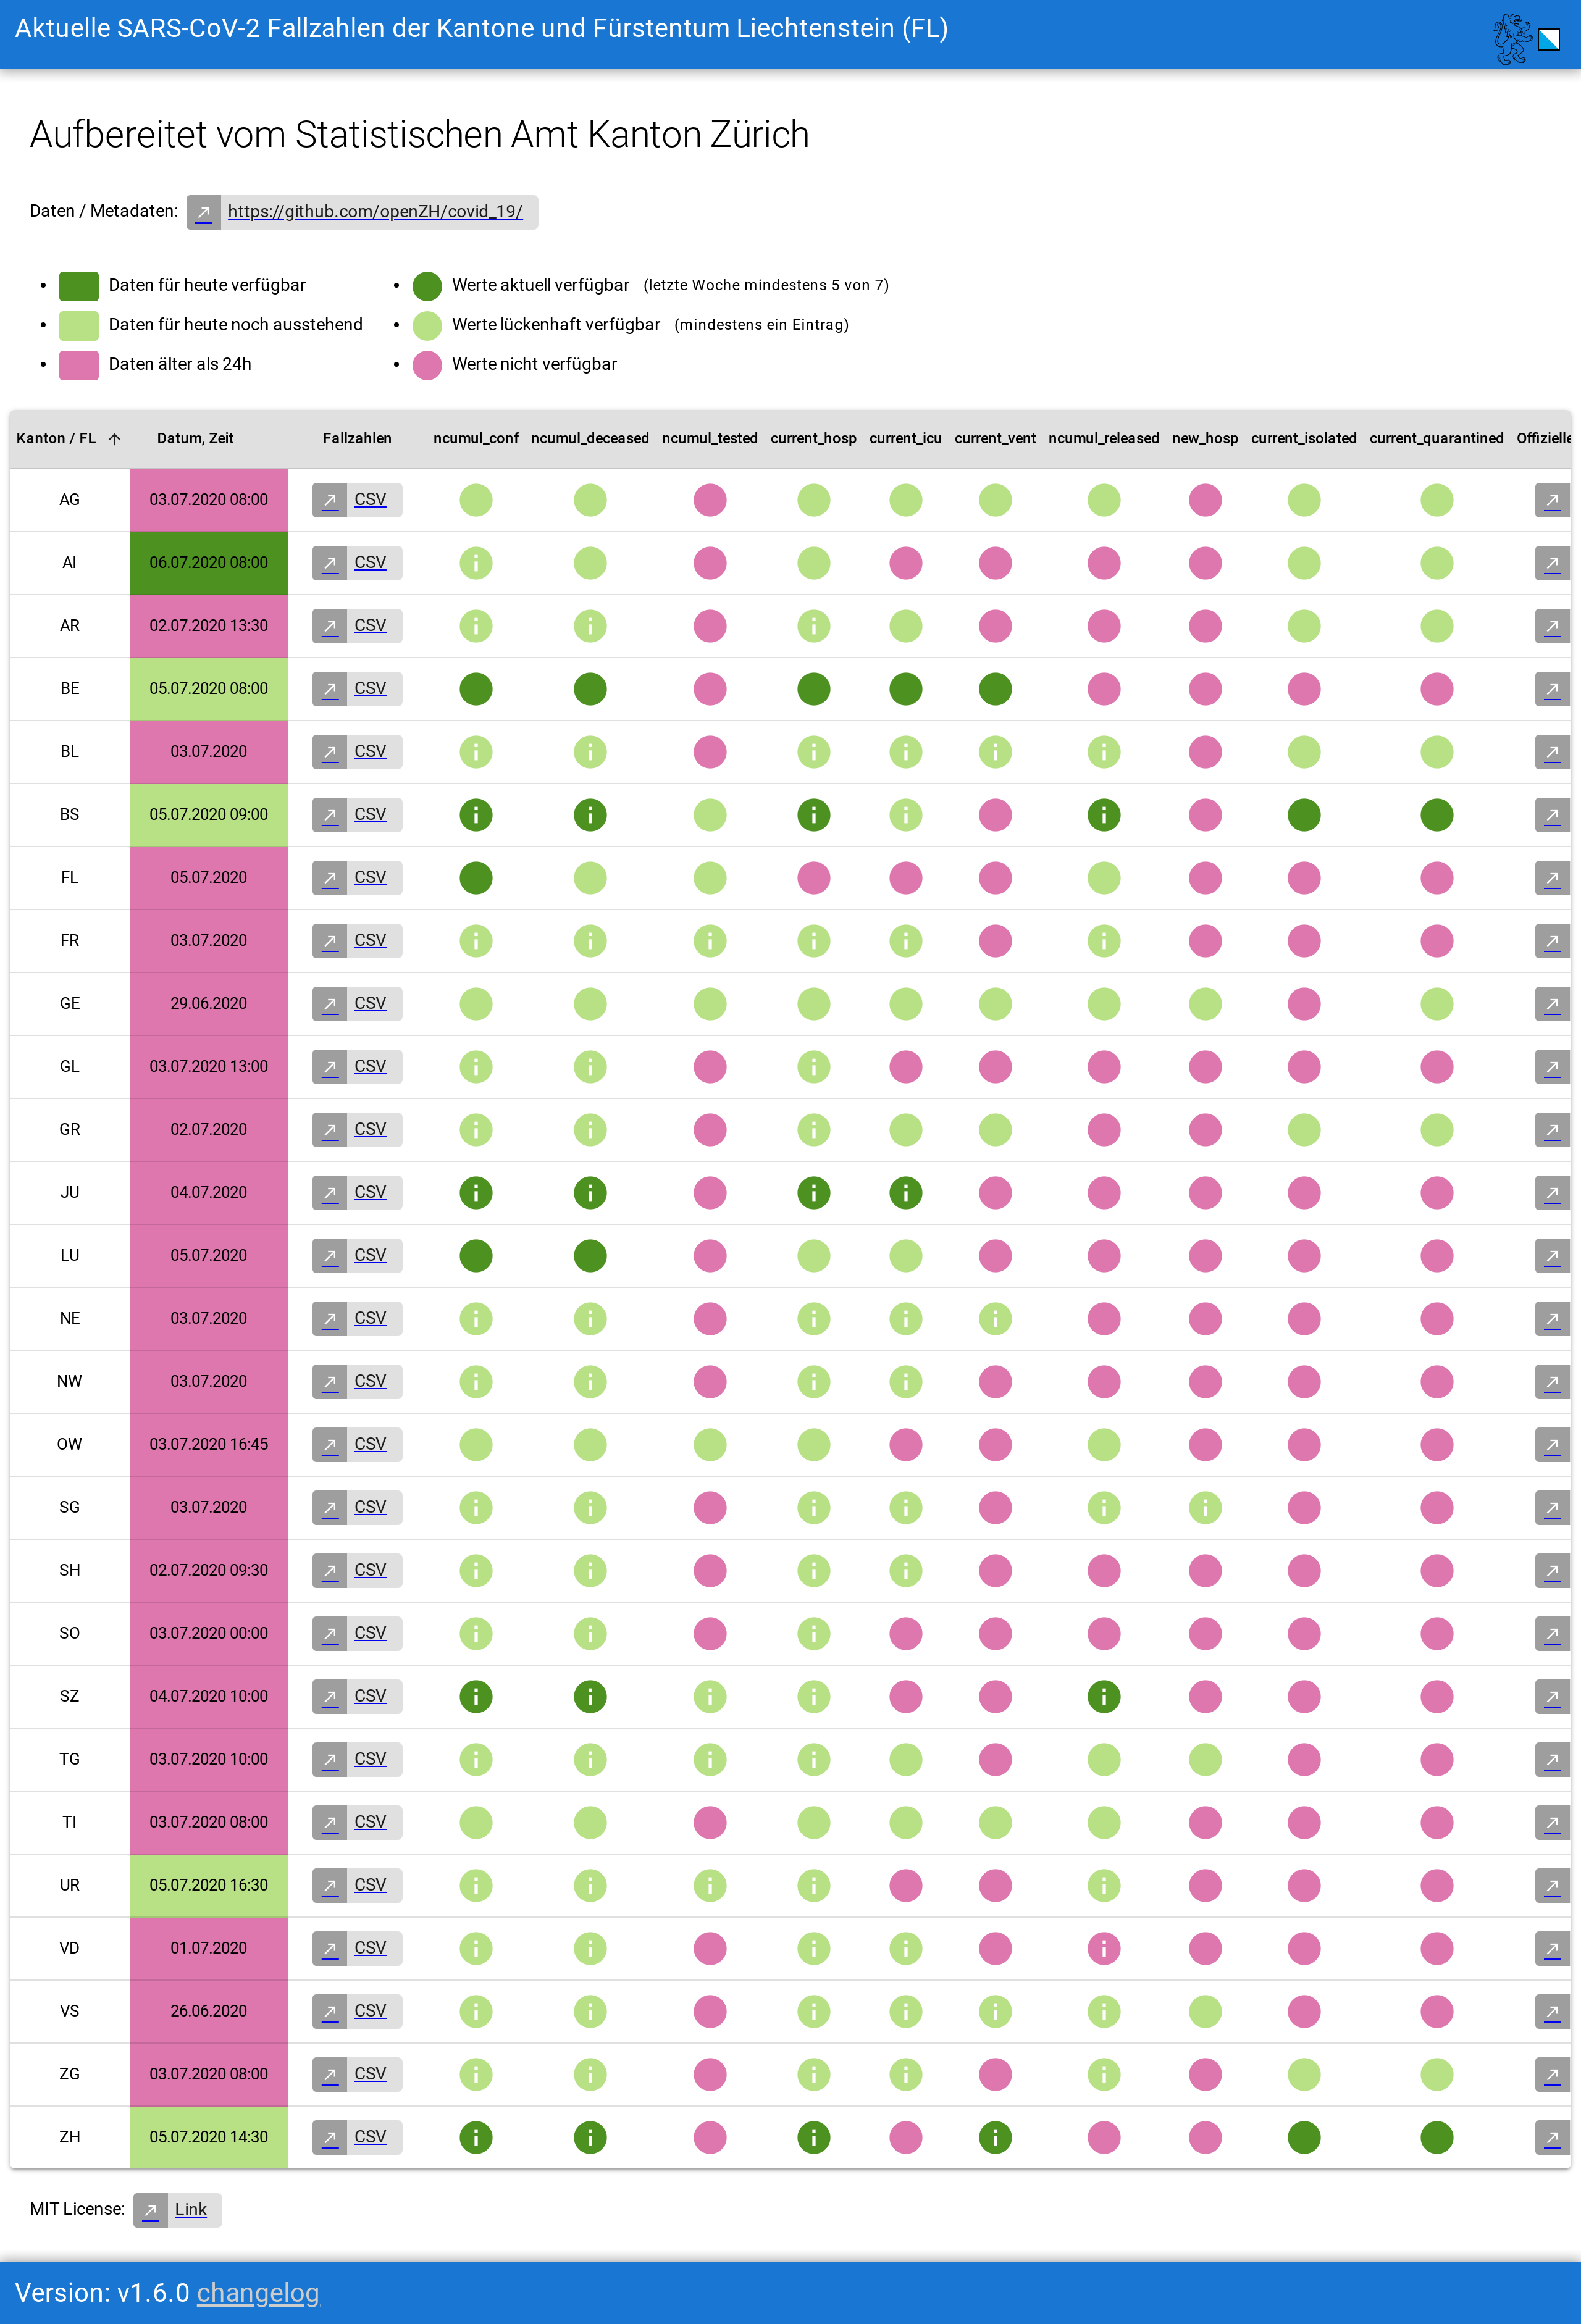 Aktuelle SARS-CoV-2 Fallzahlen der Kantone und Fürstentum Liechtenstein (FL)
Aufbereitet vom Statistischen Amt Kanton Zürich
Daten / Metadaten: https://github.com/openZH/covid_19/
Daten für heute verfügbar
Daten für heute noch ausstehend
Daten älter als 24h
Werte aktuell verfügbar (letzte Woche mindestens 5 von 7)
Werte lückenhaft verfügbar (mindestens ein Eintrag)
Werte nicht verfügbar
Kanton / FL Datum, Zeit Fallzahlen ncumul_conf ncumul_deceased ncumul_tested current_hosp current_icu current_vent ncumul_released new_hosp current_isolated current_quarantined Offizielle
AG 03.07.2020 08:00 CSV
AI 06.07.2020 08:00 CSV
AR 02.07.2020 13:30 CSV
BE 05.07.2020 08:00 CSV
BL 03.07.2020 CSV
BS 05.07.2020 09:00 CSV
FL 05.07.2020 CSV
FR 03.07.2020 CSV
GE 29.06.2020 CSV
GL 03.07.2020 13:00 CSV
GR 02.07.2020 CSV
JU 04.07.2020 CSV
LU 05.07.2020 CSV
NE 03.07.2020 CSV
NW 03.07.2020 CSV
OW 03.07.2020 16:45 CSV
SG 03.07.2020 CSV
SH 02.07.2020 09:30 CSV
SO 03.07.2020 00:00 CSV
SZ 04.07.2020 10:00 CSV
TG 03.07.2020 10:00 CSV
TI 03.07.2020 08:00 CSV
UR 05.07.2020 16:30 CSV
VD 01.07.2020 CSV
VS 26.06.2020 CSV
ZG 03.07.2020 08:00 CSV
ZH 05.07.2020 14:30 CSV
MIT License: Link
Version: v1.6.0 changelog